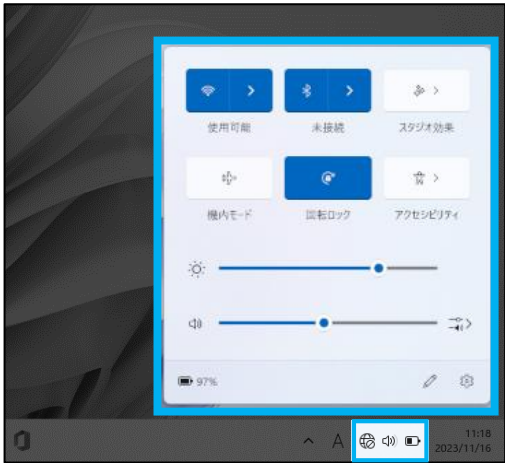 使用可能
未接続
スタジオ効果
機内モード
回転ロック
アクセシビリティ
97%
A
11:18
2023/11/16